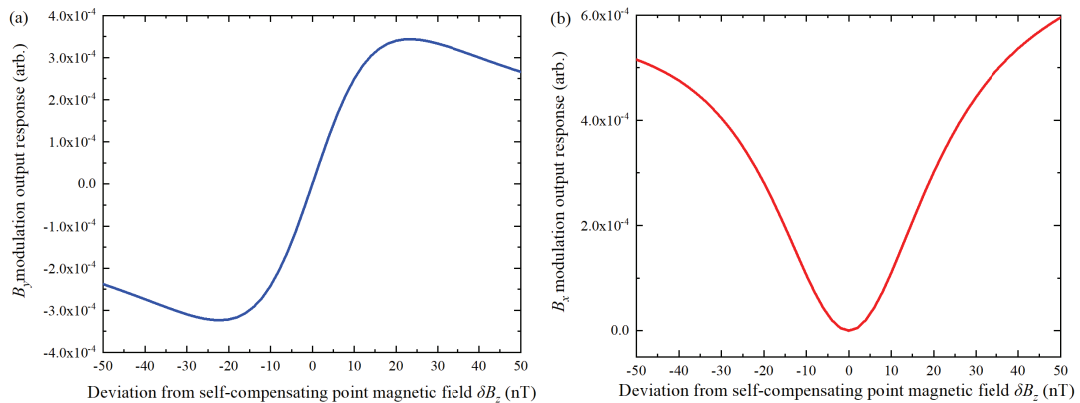 (a)
4.0x10-4
3.0x10-4
2.0x10-4
1.0x10-4
0.0
-1.0x10-4
-2.0x10-4
-3.0x10-4
-4.0x10-4
By modulation output response (arb.)
-50 -40 -30 -20 -10 0 10 20 30 40 50
Deviation from self-compensating point magnetic field δBz (nT)
(b)
6.0x10-4
4.0x10-4
2.0x10-4
0.0
Bx modulation output response (arb.)
-50 -40 -30 -20 -10 0 10 20 30 40 50
Deviation from self-compensating point magnetic field δBz (nT)